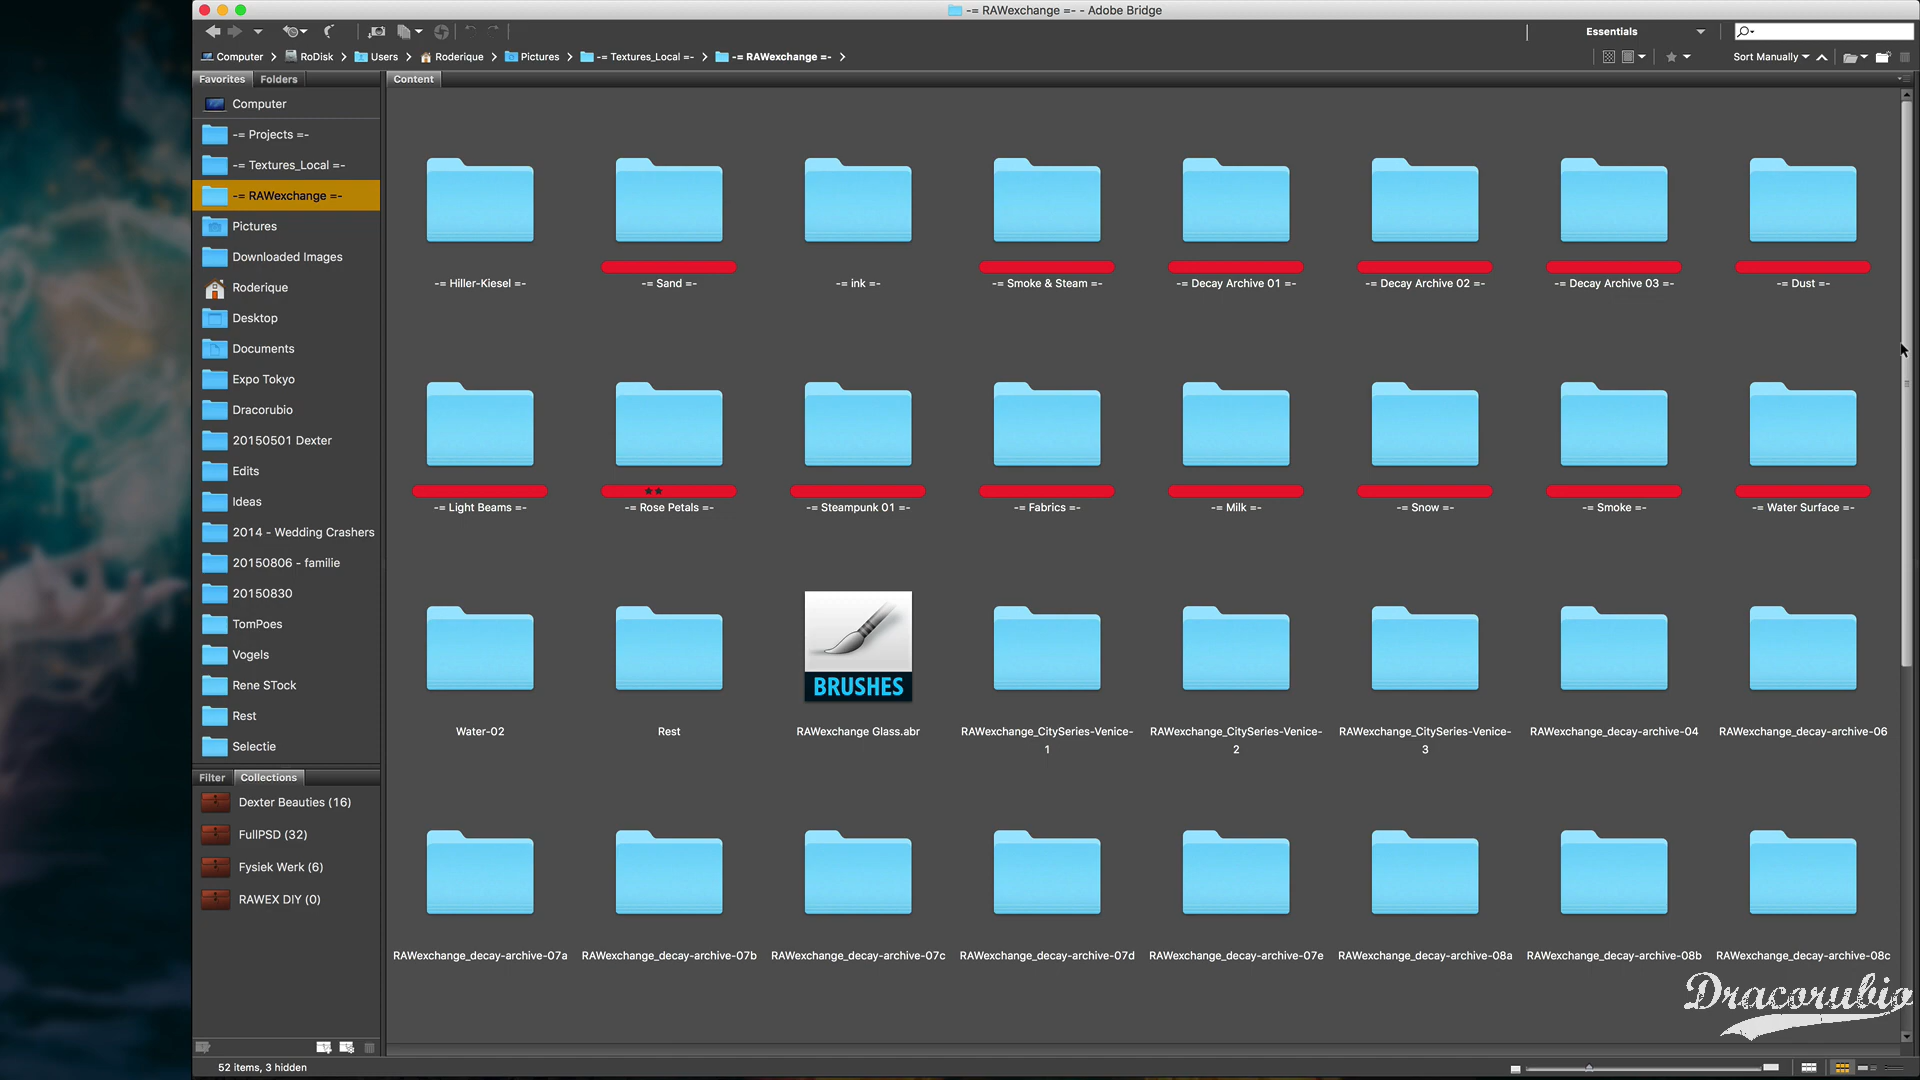 -= RAWexchange =- - Adobe Bridge
Essentials
Computer
RoDisk
Users
Roderique
Pictures
-= Textures_Local =-
-= RAWexchange =-
Sort Manually
Favorites
Folders
Content
Computer
-= Projects =-
-= Textures_Local =-
-= RAWexchange =-
Pictures
Downloaded Images
Roderique
Desktop
Documents
Expo Tokyo
Dracorubio
20150501 Dexter
Edits
Ideas
2014 - Wedding Crashers
20150806 - familie
20150830
TomPoes
Vogels
Rene STock
Rest
Selectie
Filter
Collections
Dexter Beauties (16)
FullPSD (32)
Fysiek Werk (6)
RAWEX DIY (0)
-= Hiller-Kiesel =-
-= Sand =-
-= ink =-
-= Smoke & Steam =-
-= Decay Archive 01 =-
-= Decay Archive 02 =-
-= Decay Archive 03 =-
-= Dust =-
-= Light Beams =-
-= Rose Petals =-
-= Steampunk 01 =-
-= Fabrics =-
-= Milk =-
-= Snow =-
-= Smoke =-
-= Water Surface =-
BRUSHES
Water-02
Rest
RAWexchange Glass.abr
RAWexchange_CitySeries-Venice-
1
RAWexchange_CitySeries-Venice-
2
RAWexchange_CitySeries-Venice-
3
RAWexchange_decay-archive-04
RAWexchange_decay-archive-06
RAWexchange_decay-archive-07a
RAWexchange_decay-archive-07b
RAWexchange_decay-archive-07c
RAWexchange_decay-archive-07d
RAWexchange_decay-archive-07e
RAWexchange_decay-archive-08a
RAWexchange_decay-archive-08b
RAWexchange_decay-archive-08c
Dracorubio
52 items, 3 hidden